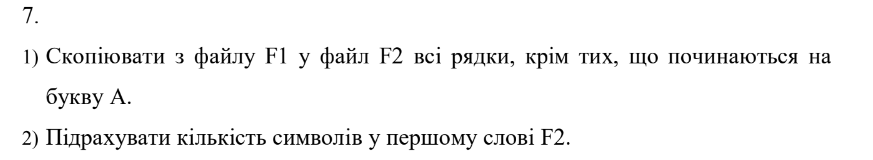 7.
1) Скопіювати з файлу F1 у файл F2 всі рядки, крім тих, що починаються на
букву А.
2) Підрахувати кількість символів у першому слові F2.